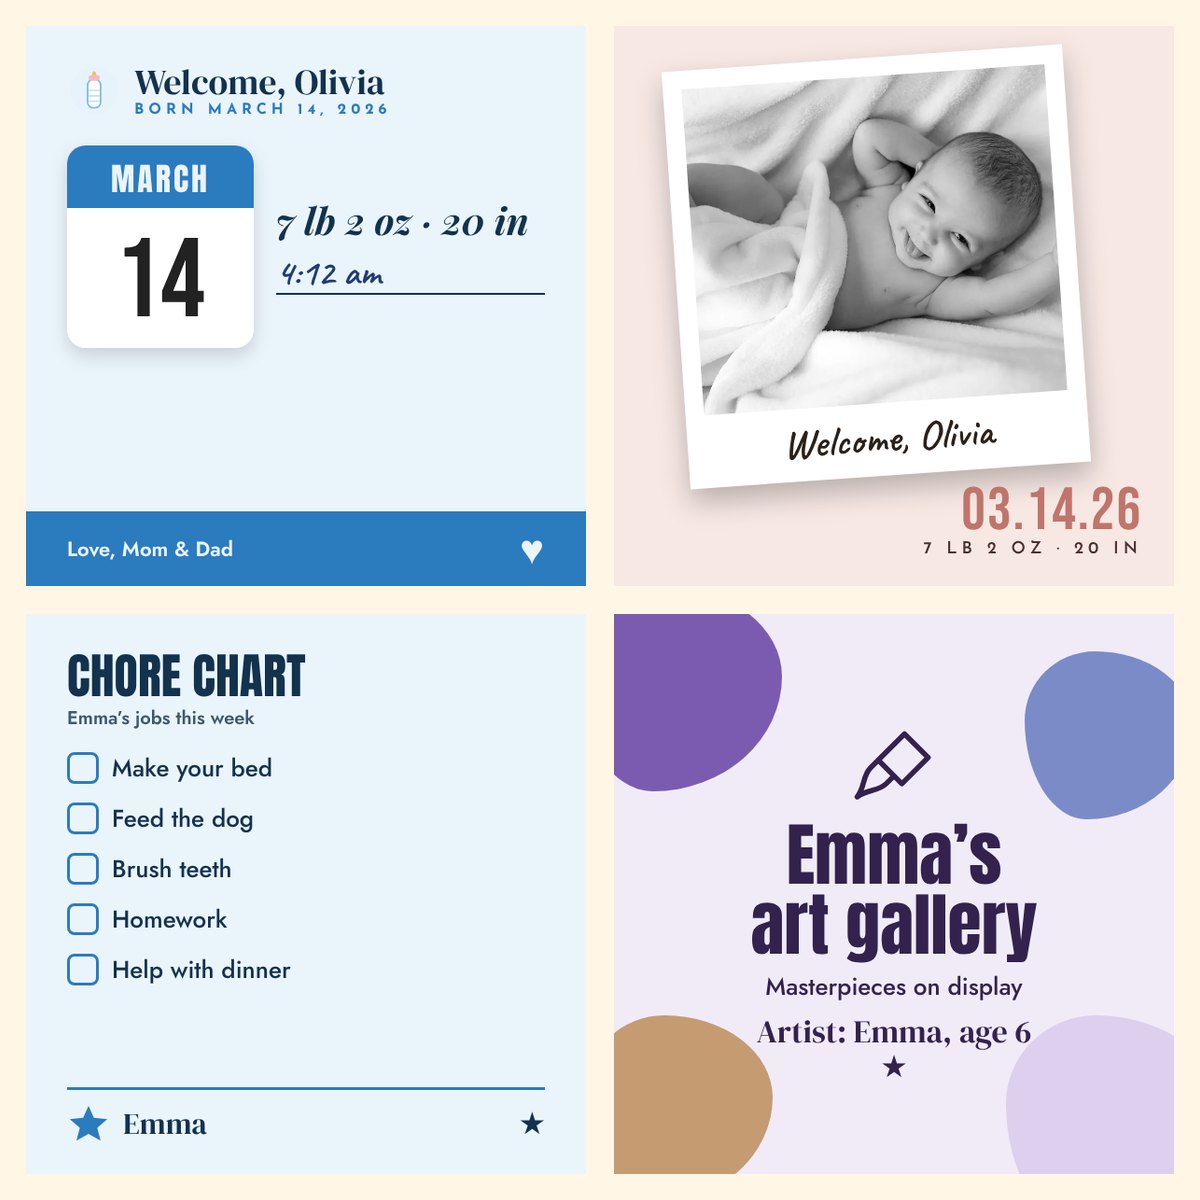 Welcome, Olivia
BORN MARCH 14, 2026
MARCH
14
7 lb 2 oz · 20 in
4:12 am
Love, Mom & Dad
Welcome, Olivia
03.14.26
7 LB 2 OZ · 20 IN
CHORE CHART
Emma’s jobs this week
Make your bed
Feed the dog
Brush teeth
Homework
Help with dinner
Emma
Emma’s
art gallery
Masterpieces on display
Artist: Emma, age 6